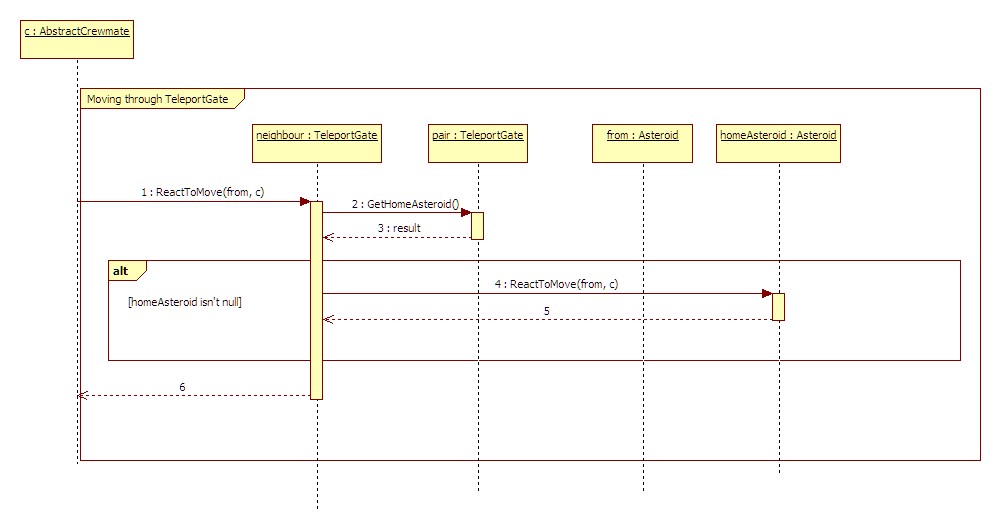 c : AbstractCrewmate
Moving through TeleportGate
neighbour : TeleportGate
pair : TeleportGate
from : Asteroid
homeAsteroid : Asteroid
1 : ReactToMove(from, c)
2 : GetHomeAsteroid()
3 : result
alt
4 : ReactToMove(from, c)
[homeAsteroid isn't null]
5
6